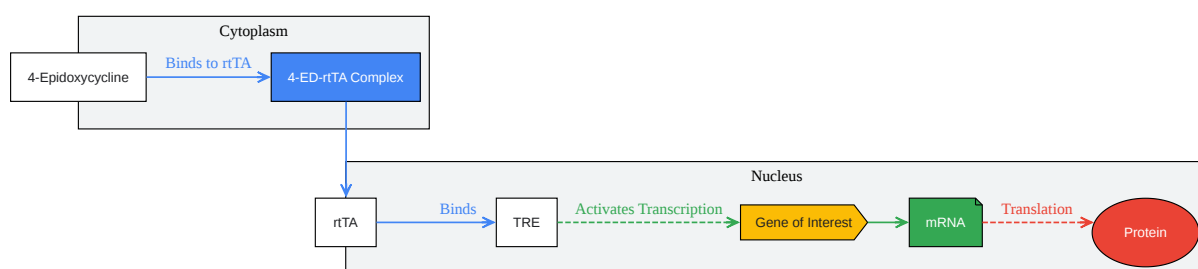 Cytoplasm
4-Epidoxycycline
Binds to rtTA
4-ED-rtTA Complex
Nucleus
rtTA
Binds
TRE
Activates Transcription
Gene of Interest
mRNA
Translation
Protein